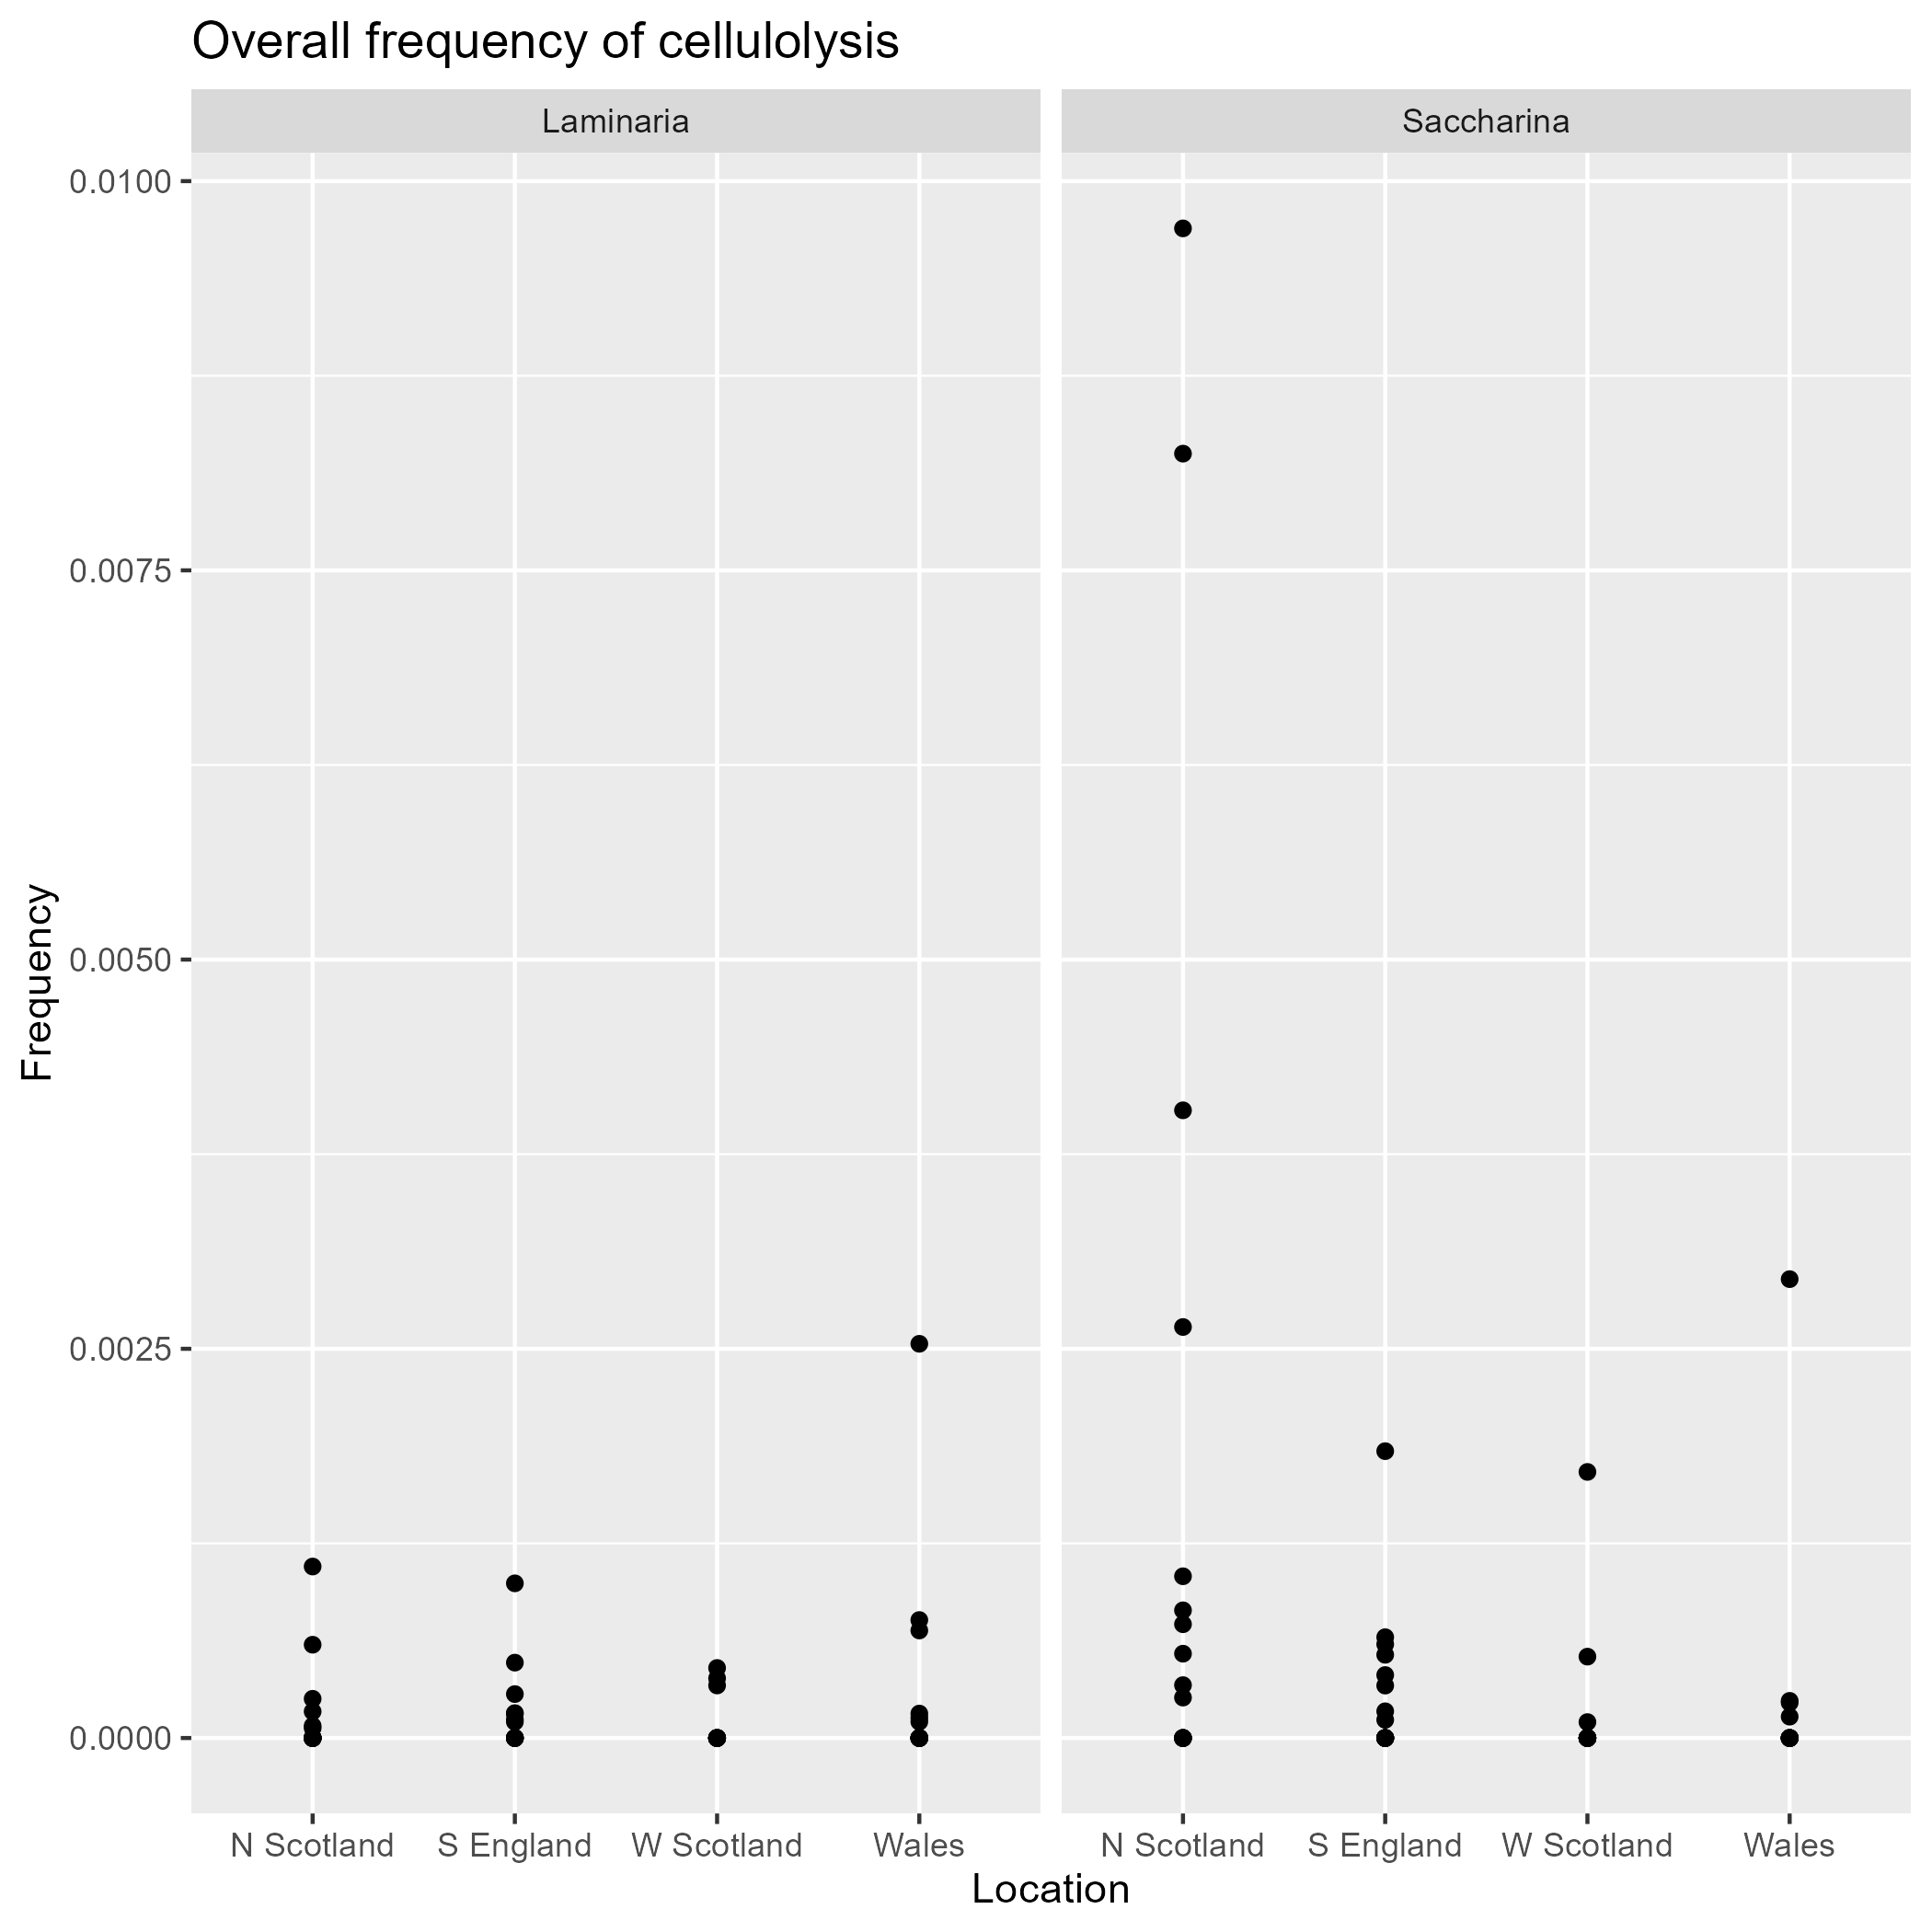 Overall frequency of cellulolysis
Laminaria
Saccharina
0.0100
0.0075
0.0050
0.0025
0.0000
Frequency
N Scotland
S England
W Scotland
Wales
N Scotland
S England
W Scotland
Wales
Location